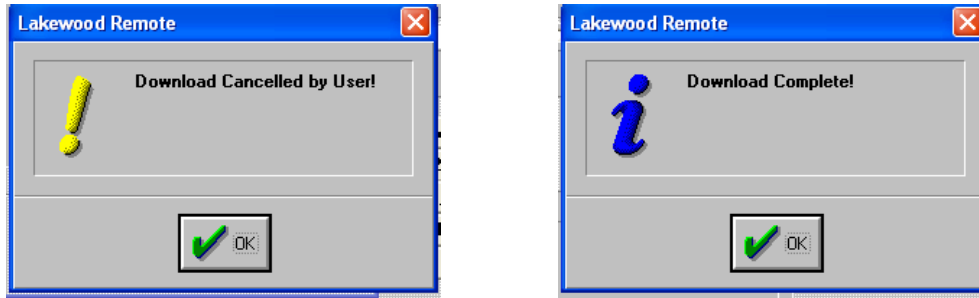 Lakewood Remote
Download Cancelled by User!
OK
Lakewood Remote
Download Complete!
OK